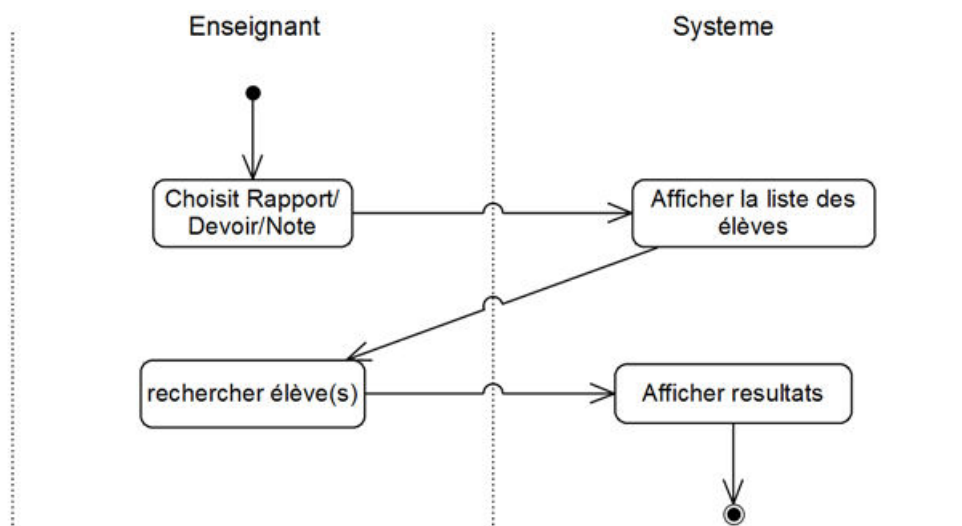 Enseignant
Systeme
Choisit Rapport/
Devoir/Note
Afficher la liste des
élèves
rechercher élève(s)
Afficher resultats